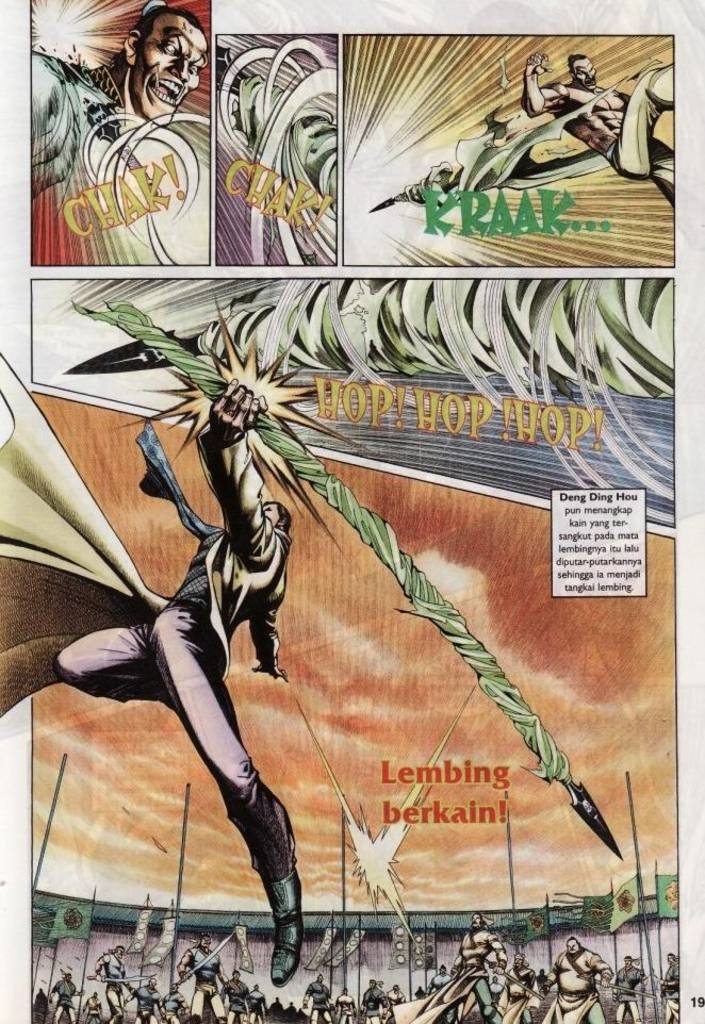 CHAK!
CHAK!
KRAAK...
HOP! HOP! HOP!
Deng Ding Hou
pun menangkap
kain yang ter-
sangkut pada mata
lembingnya itu lalu
diputar-putarkannya
sehingga ia menjadi
tangkai lembing.
Lembing
berkain!
19